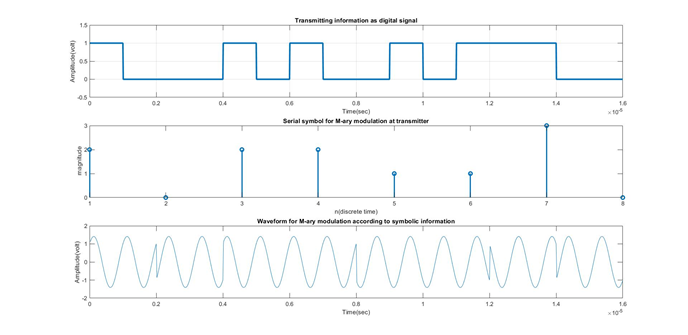 Transmitting information as digital signal
1.5
1
0.5
0
-0.5
Amplitude(volt)
0 0.2 0.4 0.6 0.8 1 1.2 1.4 1.6
Time(sec)
×10⁻⁵
Serial symbol for M-ary modulation at transmitter
3
2
1
0
magnitude
1 2 3 4 5 6 7 8
n(discrete time)
Waveform for M-ary modulation according to symbolic information
2
1
0
-1
-2
Amplitude(volt)
0 0.2 0.4 0.6 0.8 1 1.2 1.4 1.6
Time(sec)
×10⁻⁵